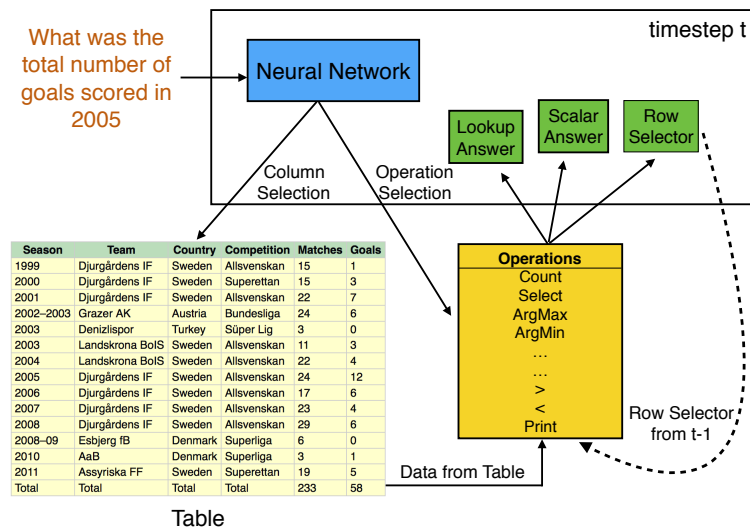 What was the
total number of
goals scored in
2005
timestep t
Neural Network
Lookup
Answer
Scalar
Answer
Row
Selector
Column
Selection
Operation
Selection
Season Team Country Competition Matches Goals
1999 Djurgårdens IF Sweden Allsvenskan 15 1
2000 Djurgårdens IF Sweden Superettan 15 3
2001 Djurgårdens IF Sweden Allsvenskan 22 7
2002–2003 Grazer AK Austria Bundesliga 24 6
2003 Denizlispor Turkey Süper Lig 3 0
2003 Landskrona BoIS Sweden Allsvenskan 11 3
2004 Landskrona BoIS Sweden Allsvenskan 22 4
2005 Djurgårdens IF Sweden Allsvenskan 24 12
2006 Djurgårdens IF Sweden Allsvenskan 17 6
2007 Djurgårdens IF Sweden Allsvenskan 23 4
2008 Djurgårdens IF Sweden Allsvenskan 29 6
2008–09 Esbjerg fB Denmark Superliga 6 0
2010 AaB Denmark Superliga 3 1
2011 Assyriska FF Sweden Superettan 19 5
Total Total Total Total 233 58
Table
Operations
Count
Select
ArgMax
ArgMin
...
...
>
<
Print
Data from Table
Row Selector
from t-1